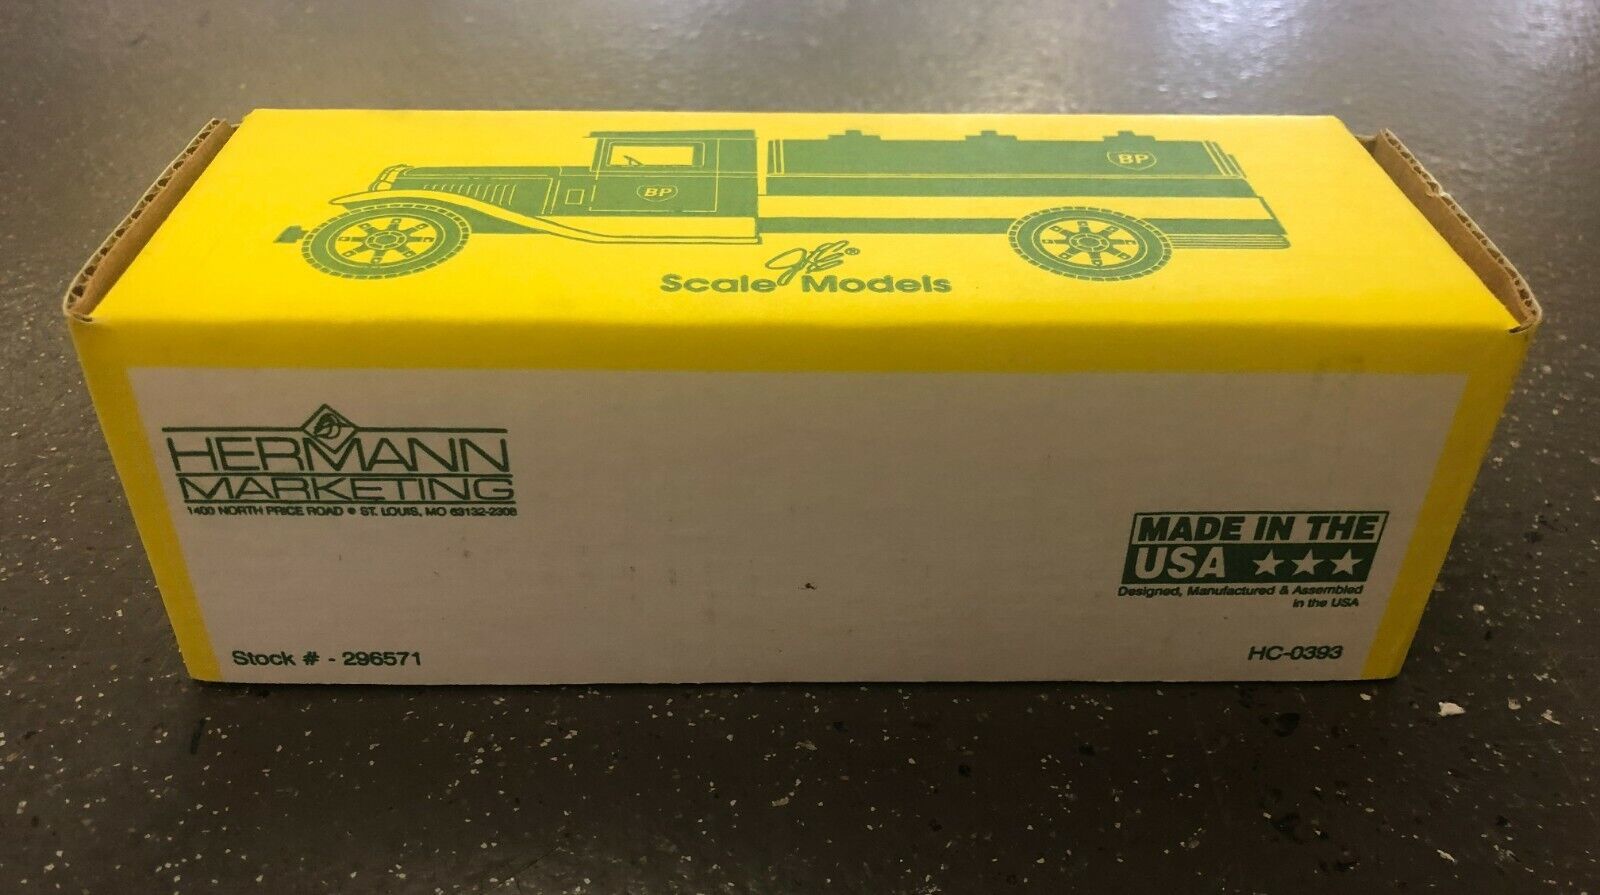 BP
BP
JLE®
Scale Models
HERMANN
MARKETING
1400 NORTH PRICE ROAD • ST. LOUIS, MO 63132-2308
MADE IN THE
USA ★★★
Designed, Manufactured & Assembled
in the USA
Stock # - 296571
HC-0393